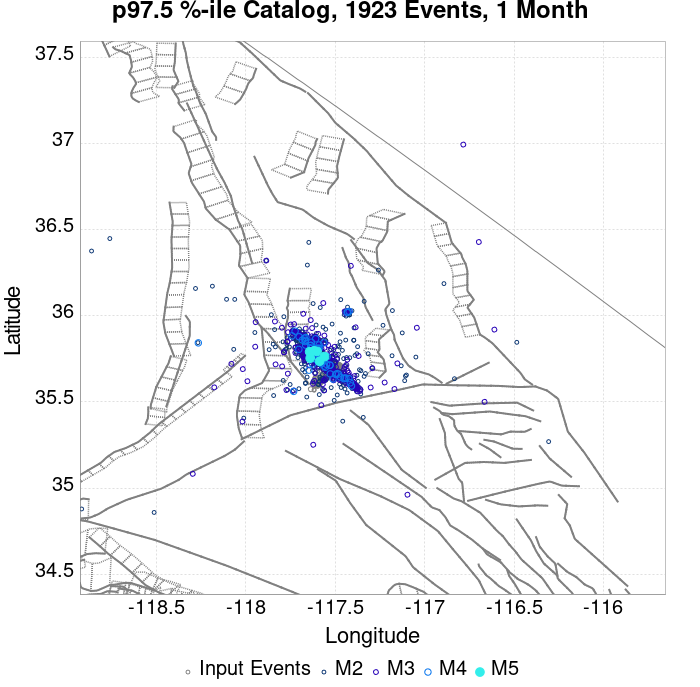 p97.5 %-ile Catalog, 1923 Events, 1 Month
37.5
37
36.5
36
35.5
35
34.5
Latitude
-118.5 -118 -117.5 -117 -116.5 -116
Longitude
Input Events M2 M3 M4 M5